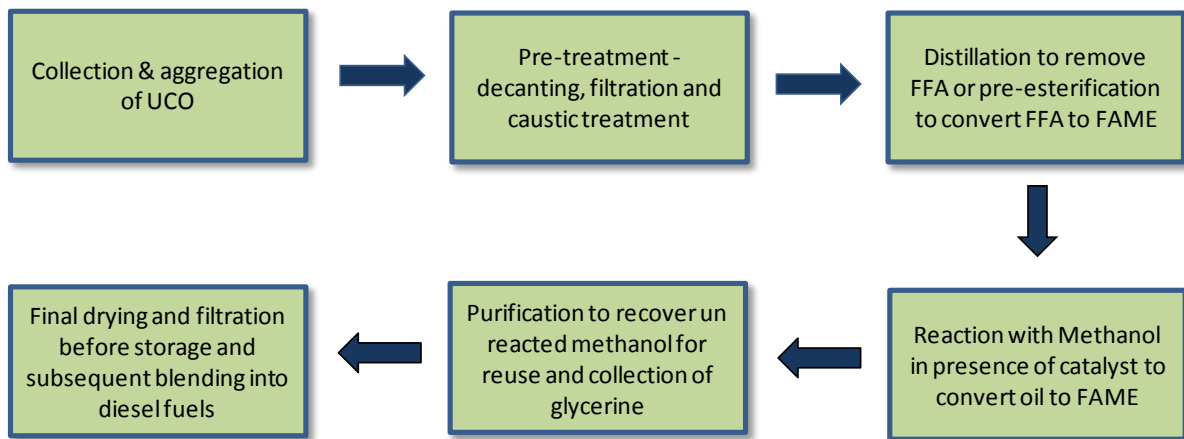 Collection & aggregation
of UCO
Pre-treatment -
decanting, filtration and
caustic treatment
Distillation to remove
FFA or pre-esterification
to convert FFA to FAME
Reaction with Methanol
in presence of catalyst to
convert oil to FAME
Purification to recover un
reacted methanol for
reuse and collection of
glycerine
Final drying and filtration
before storage and
subsequent blending into
diesel fuels